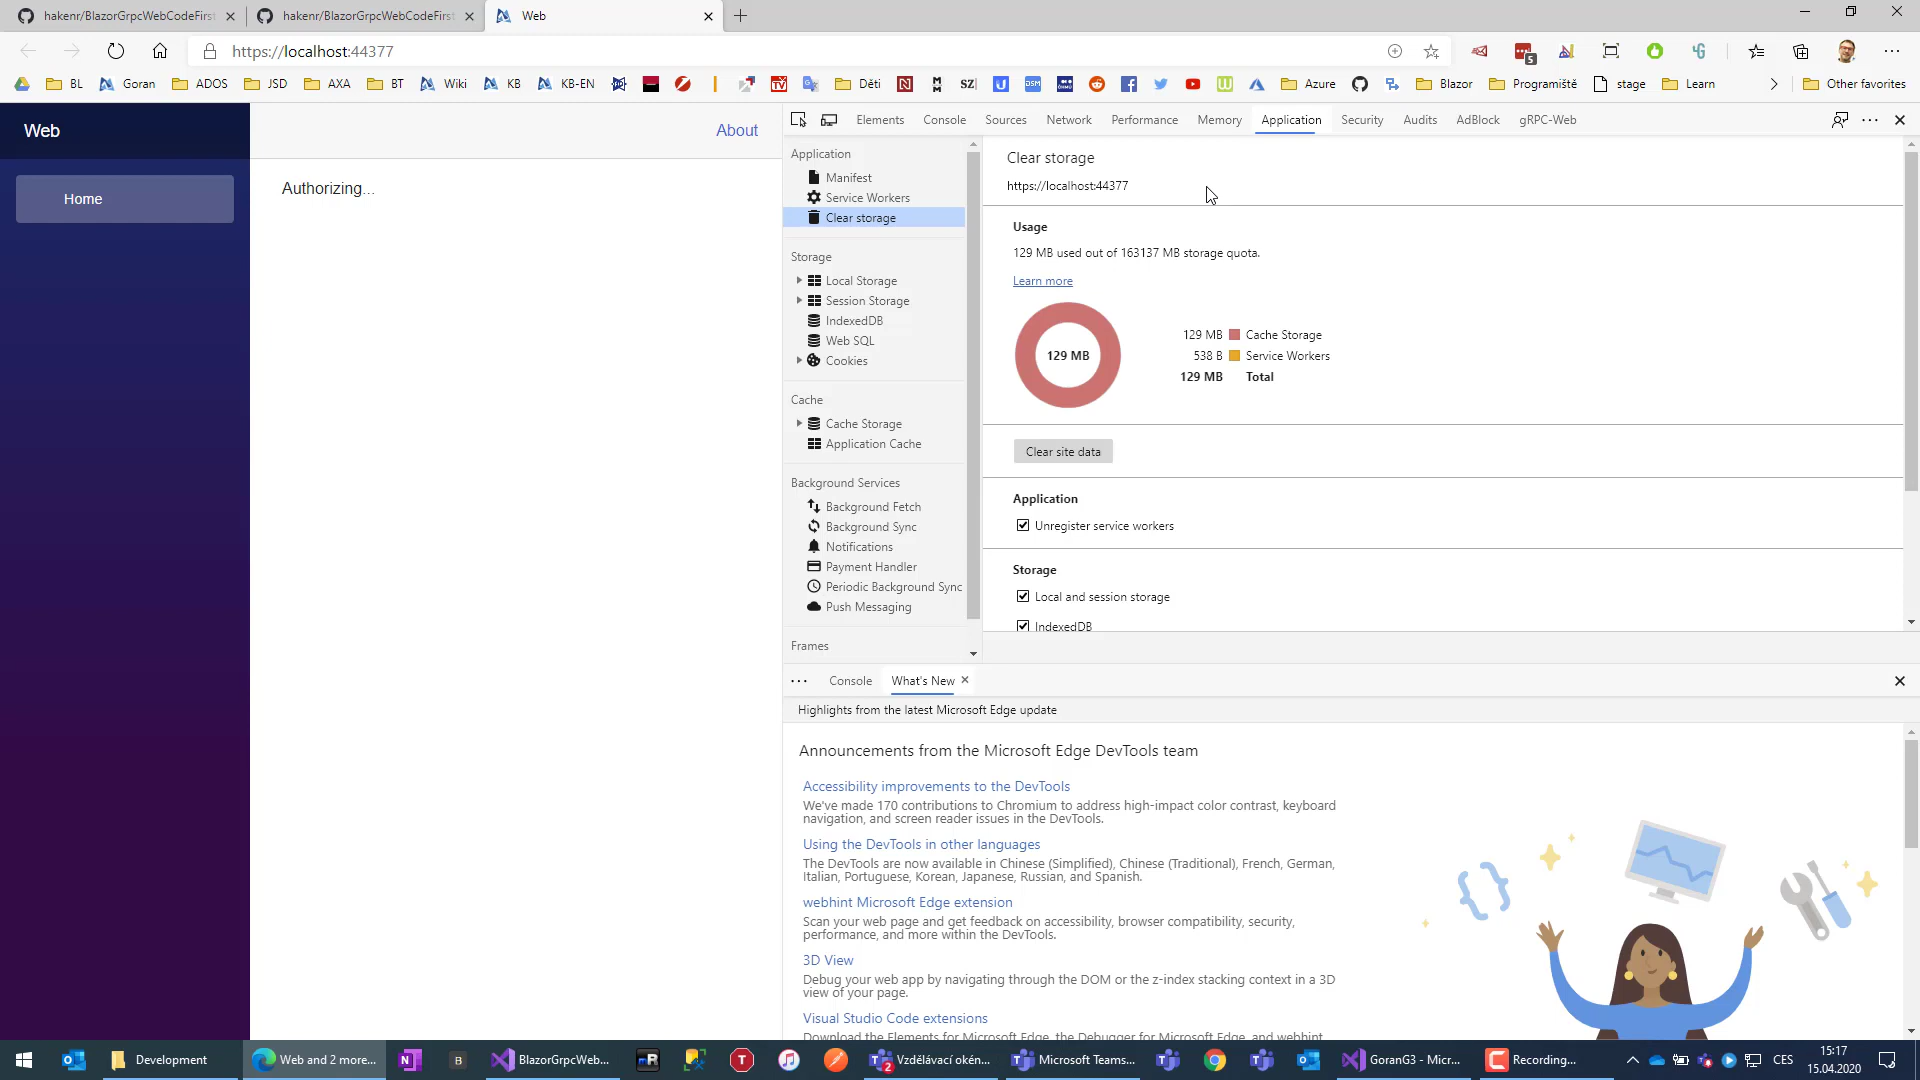 hakenr/BlazorGrpcWebCodeFirst
hakenr/BlazorGrpcWebCodeFirst
Web
https://localhost:44377
BL
Goran
ADOS
JSD
AXA
BT
Wiki
KB
KB-EN
Děti
Azure
Blazor
Programiště
stage
Learn
Other favorites
Web
Home
About
Authorizing...
Elements
Console
Sources
Network
Performance
Memory
Application
Security
Audits
AdBlock
gRPC-Web
Application
Manifest
Service Workers
Clear storage
Storage
Local Storage
Session Storage
IndexedDB
Web SQL
Cookies
Cache
Cache Storage
Application Cache
Background Services
Background Fetch
Background Sync
Notifications
Payment Handler
Periodic Background Sync
Push Messaging
Frames
Clear storage
https://localhost:44377
Usage
129 MB used out of 163137 MB storage quota.
Learn more
129 MB
129 MB Cache Storage
538 B Service Workers
129 MB Total
Clear site data
Application
Unregister service workers
Storage
Local and session storage
IndexedDB
Console
What's New
Highlights from the latest Microsoft Edge update
Announcements from the Microsoft Edge DevTools team
Accessibility improvements to the DevTools
We've made 170 contributions to Chromium to address high-impact color contrast, keyboard
navigation, and screen reader issues in the DevTools.
Using the DevTools in other languages
The DevTools are now available in Chinese (Simplified), Chinese (Traditional), French, German,
Italian, Portuguese, Korean, Japanese, Russian, and Spanish.
webhint Microsoft Edge extension
Scan your web page and get feedback on accessibility, browser compatibility, security,
performance, and more within the DevTools.
3D View
Debug your web app by navigating through the DOM or the z-index stacking context in a 3D
view of your page.
Visual Studio Code extensions
Download the Elements for Microsoft Edge, the Debugger for Microsoft Edge, and webhint
Development
Web and 2 more...
BlazorGrpcWeb...
Vzdělávací okén...
Microsoft Teams...
GoranG3 - Micr...
Recording...
CES
15:17
15.04.2020